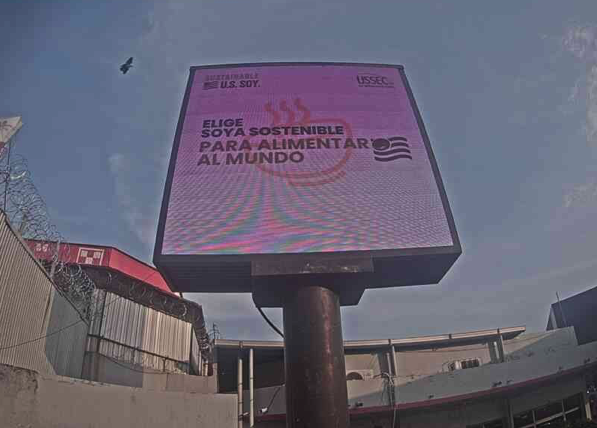 SUSTAINABLE
U.S. SOY.
USSEC
ELIGE
SOYA SOSTENIBLE
PARA ALIMENTAR
AL MUNDO